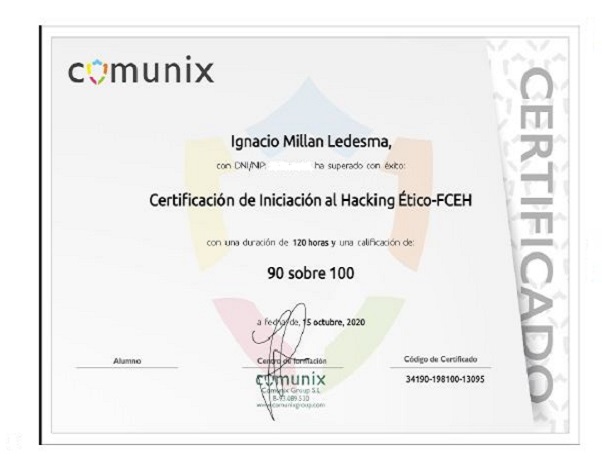 comunix
CERTIFICADO
Ignacio Millan Ledesma,
con DNI/NIP: ha superado con éxito:
Certificación de Iniciación al Hacking Ético-FCEH
con una duración de 120 horas y una calificación de:
90 sobre 100
a fecha de, 15 octubre, 2020
Alumno
Centro de formación
Código de Certificado
comunix
Comunix Group S.L.
www.comunixgroup.com
34190-198100-13095